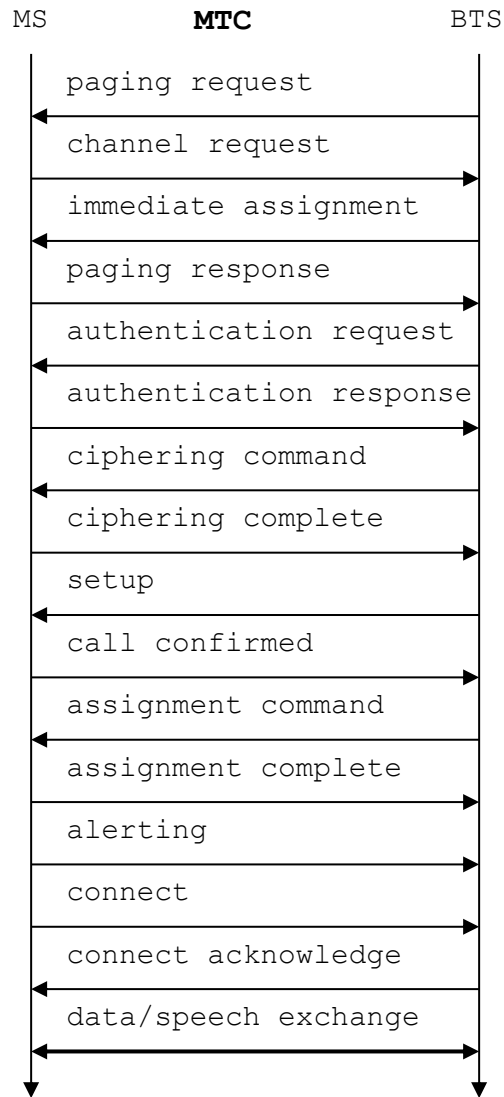 MS MTC BTS
paging request
channel request
immediate assignment
paging response
authentication request
authentication response
ciphering command
ciphering complete
setup
call confirmed
assignment command
assignment complete
alerting
connect
connect acknowledge
data/speech exchange